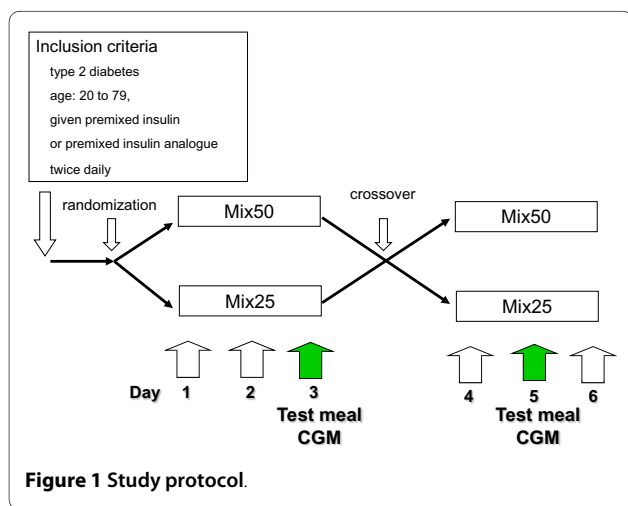 Inclusion criteria
type 2 diabetes
age: 20 to 79,
given premixed insulin
or premixed insulin analogue
twice daily
randomization
crossover
Mix50
Mix50
Mix25
Mix25
Day 1 2 3 4 5 6
Test meal Test meal
CGM CGM
Figure 1 Study protocol.